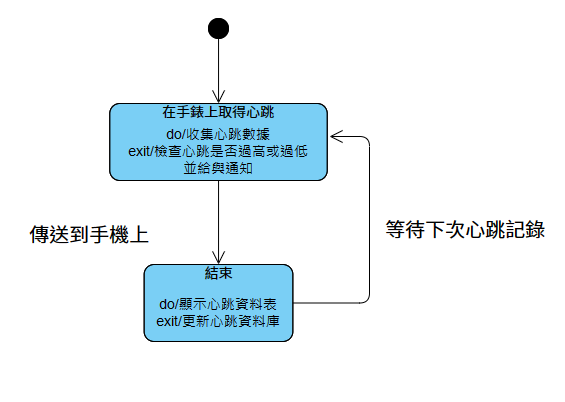 在手錶上取得心跳
do/收集心跳數據
exit/檢查心跳是否過高或過低
並給與通知
傳送到手機上
等待下次心跳記錄
結束
do/顯示心跳資料表
exit/更新心跳資料庫